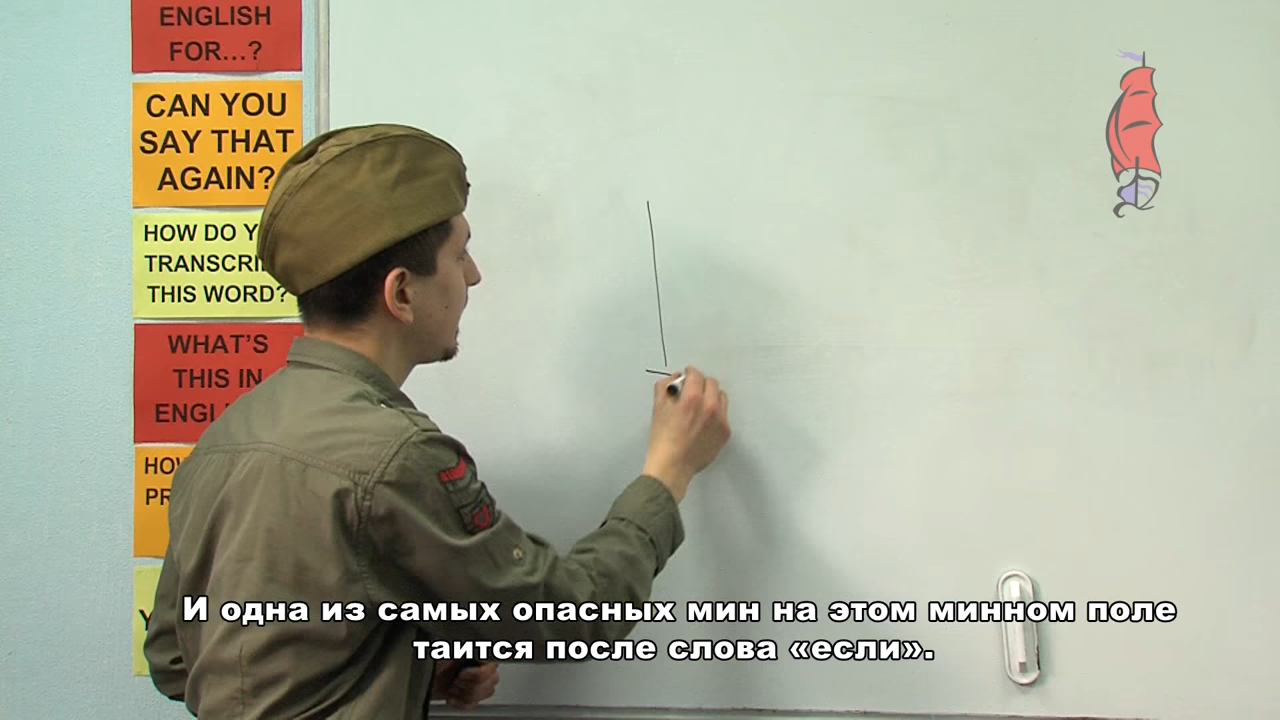 ENGLISH
FOR...?
CAN YOU
SAY THAT
AGAIN?
HOW DO
TRANSCRI
THIS WORD?
WHAT'S
THIS IN
И одна из самых опасных мин на этом минном поле
таится после слова «если».